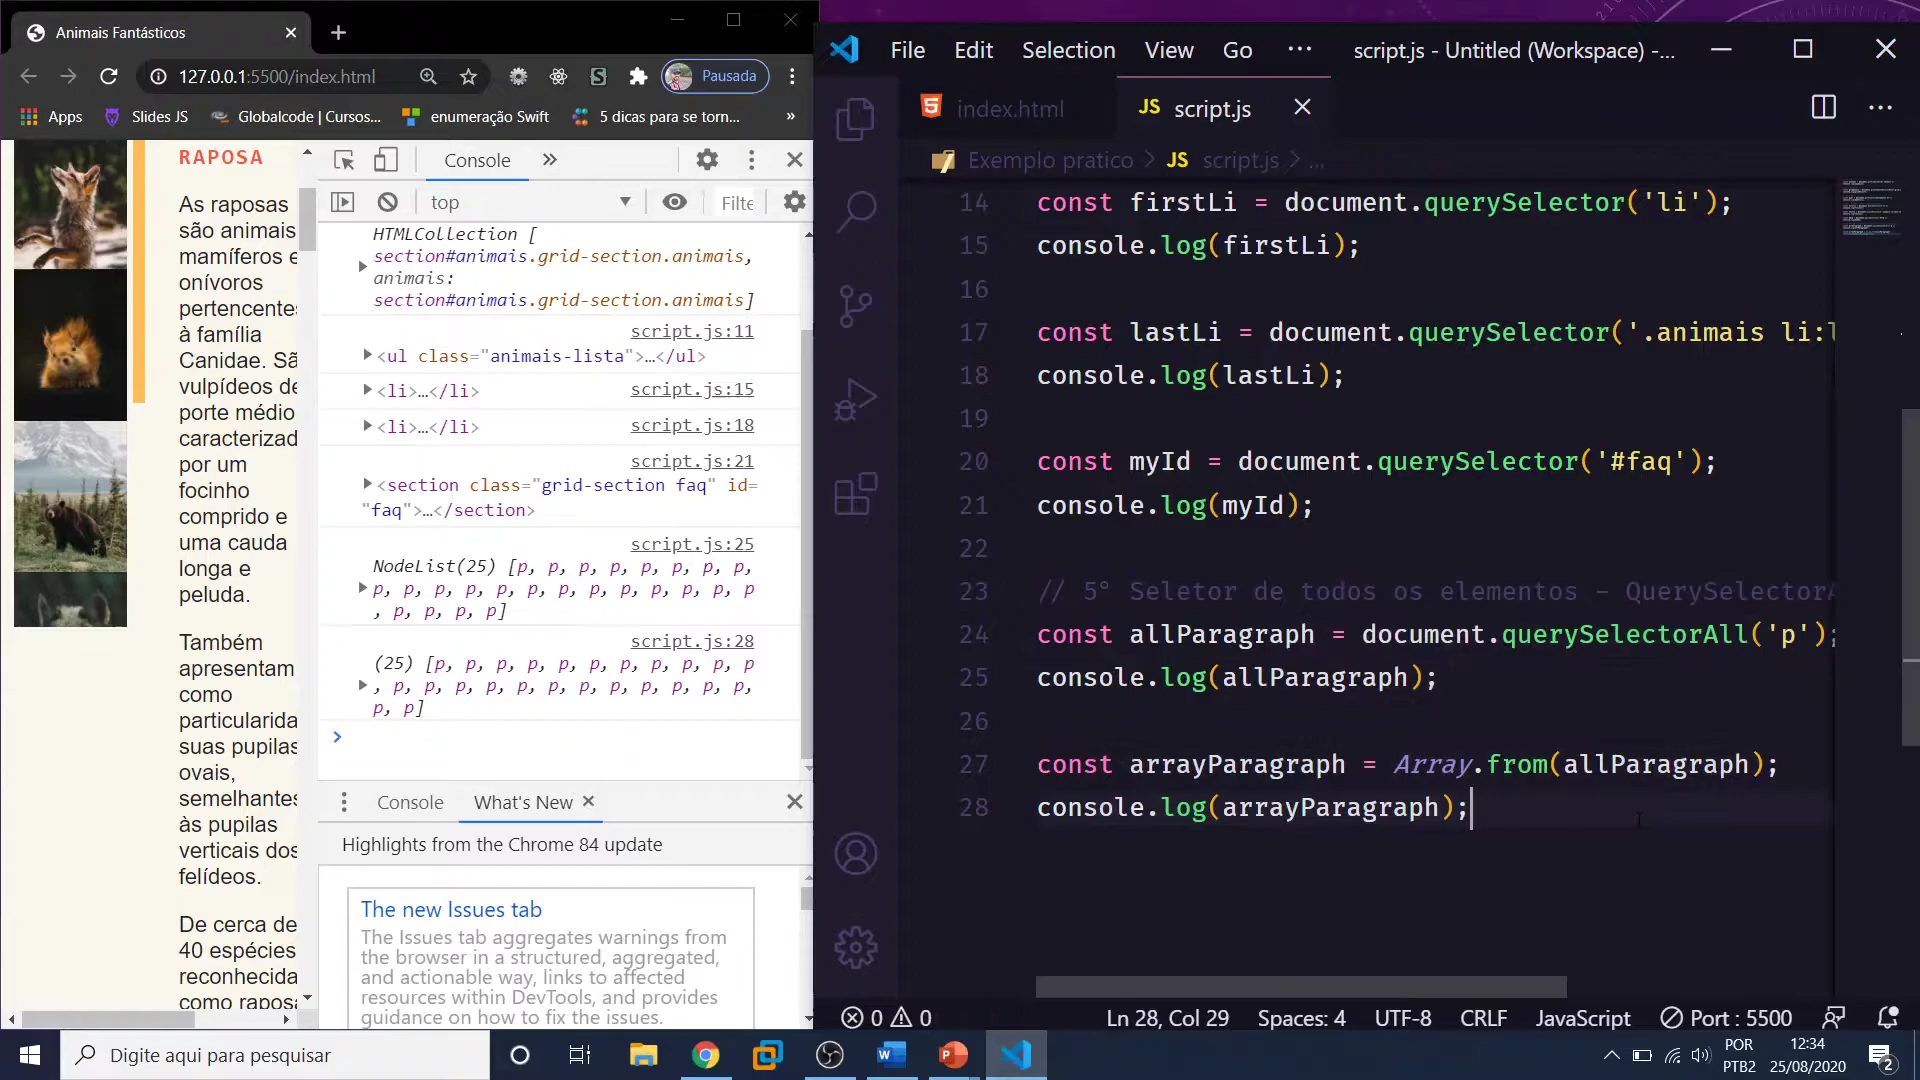 Animais Fantásticos
127.0.0.1:5500/index.html
Pausada
Apps
Slides JS
Globalcode | Cursos...
enumeração Swift
5 dicas para se torn...
»
RAPOSA
As raposas
são animais
mamíferos e
onívoros
pertencentes
à família
Canidae. Sã
vulpídeos de
porte médio
caracterizad
por um
focinho
comprido e
uma cauda
longa e
peluda.
Também
apresentam
como
particularida
suas pupilas
ovais,
semelhantes
às pupilas
verticais dos
felídeos.
De cerca de
40 espécies
reconhecida
como raposa
Console
»
top
Filte
HTMLCollection [
section#animais.grid-section.animais,
animais:
section#animais.grid-section.animais]
script.js:11
<ul class="animais-lista">…</ul>
<li>…</li>
script.js:15
<li>…</li>
script.js:18
script.js:21
<section class="grid-section faq" id=
"faq">…</section>
script.js:25
NodeList(25) [p, p, p, p, p, p, p, p,
p, p, p, p, p, p, p, p, p, p, p, p, p
, p, p, p, p]
script.js:28
(25) [p, p, p, p, p, p, p, p, p, p, p
, p, p, p, p, p, p, p, p, p, p, p, p,
p, p]
>
Console
What's New
Highlights from the Chrome 84 update
The new Issues tab
The Issues tab aggregates warnings from
the browser in a structured, aggregated,
and actionable way, links to affected
resources within DevTools, and provides
guidance on how to fix the issues.
File Edit Selection View Go ···
script.js - Untitled (Workspace) -...
index.html
JS script.js
Exemplo pratico > JS script.js > ...
14 const firstLi = document.querySelector('li');
15 console.log(firstLi);
16
17 const lastLi = document.querySelector('.animais li:l
18 console.log(lastLi);
19
20 const myId = document.querySelector('#faq');
21 console.log(myId);
22
23 // 5° Seletor de todos os elementos - QuerySelectorA
24 const allParagraph = document.querySelectorAll('p');
25 console.log(allParagraph);
26
27 const arrayParagraph = Array.from(allParagraph);
28 console.log(arrayParagraph);
0 0
Ln 28, Col 29
Spaces: 4
UTF-8
CRLF
JavaScript
Port : 5500
Digite aqui para pesquisar
POR
PTB2
12:34
25/08/2020
2